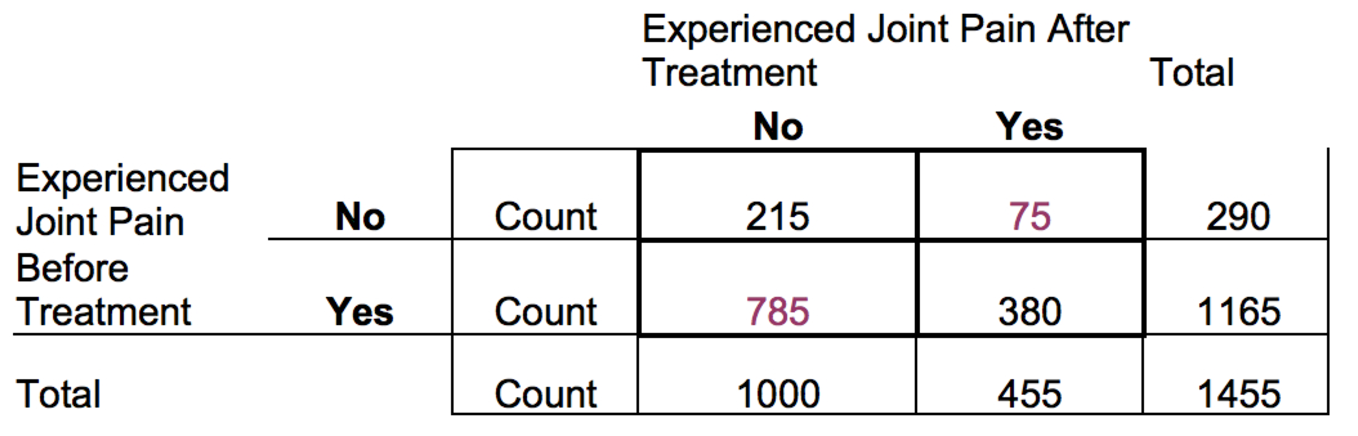 Experienced Joint Pain After
Treatment Total
No Yes
Experienced
Joint Pain No Count 215 75 290
Before
Treatment Yes Count 785 380 1165
Total Count 1000 455 1455